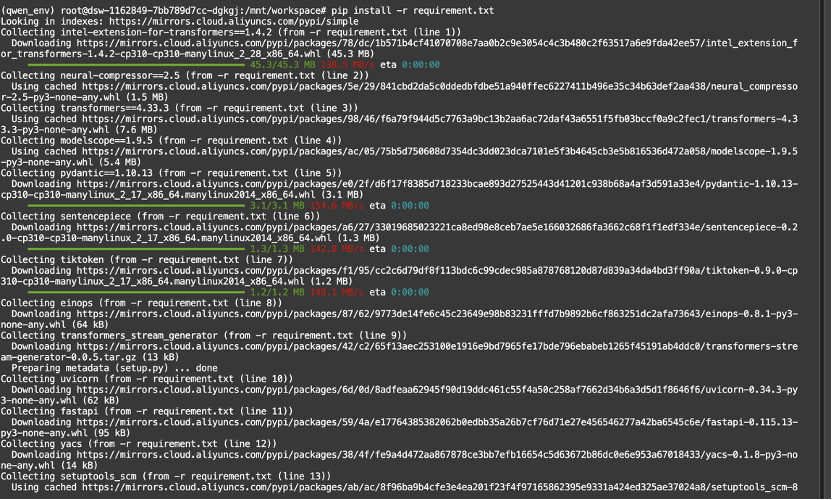 (qwen_env) root@dsw-1162849-7bb789d7cc-dgkgj:/mnt/workspace# pip install -r requirement.txt
Looking in indexes: https://mirrors.cloud.aliyuncs.com/pypi/simple
Collecting intel-extension-for-transformers==1.4.2 (from -r requirement.txt (line 1))
Downloading https://mirrors.cloud.aliyuncs.com/pypi/packages/78/dc/1b571b4cf41070708e7aa0b2c9e3054c4c3b480c2f63517a6e9fda42ee57/intel_extension_f
or_transformers-1.4.2-cp310-cp310-manylinux_2_28_x86_64.whl (45.3 MB)
45.3/45.3 MB 138.5 MB/s eta 0:00:00
Collecting neural-compressor==2.5 (from -r requirement.txt (line 2))
Using cached https://mirrors.cloud.aliyuncs.com/pypi/packages/5e/29/841cbd2da5c0ddedbfdbe51a940ffec6227411b496e35c34b63def2aa438/neural_compresso
r-2.5-py3-none-any.whl (1.5 MB)
Collecting transformers==4.33.3 (from -r requirement.txt (line 3))
Using cached https://mirrors.cloud.aliyuncs.com/pypi/packages/98/46/f6a79f944d5c7763a9bc13b2aa6ac72daf43a6551f5fb03bccf0a9c2fec1/transformers-4.3
3.3-py3-none-any.whl (7.6 MB)
Collecting modelscope==1.9.5 (from -r requirement.txt (line 4))
Using cached https://mirrors.cloud.aliyuncs.com/pypi/packages/ac/05/75b5d750608d7354dc3dd023dca7101e5f3b4645cb3e5b816536d472a058/modelscope-1.9.5
-py3-none-any.whl (5.4 MB)
Collecting pydantic==1.10.13 (from -r requirement.txt (line 5))
Downloading https://mirrors.cloud.aliyuncs.com/pypi/packages/e0/2f/d6f17f8385d718233bcae893d27525443d41201c938b68a4af3d591a33e4/pydantic-1.10.13-
cp310-cp310-manylinux_2_17_x86_64.manylinux2014_x86_64.whl (3.1 MB)
3.1/3.1 MB 154.6 MB/s eta 0:00:00
Collecting sentencepiece (from -r requirement.txt (line 6))
Downloading https://mirrors.cloud.aliyuncs.com/pypi/packages/a6/27/33019685023221ca8ed98e8ceb7ae5e166032686fa3662c68f1f1edf334e/sentencepiece-0.2
.0-cp310-cp310-manylinux_2_17_x86_64.manylinux2014_x86_64.whl (1.3 MB)
1.3/1.3 MB 142.8 MB/s eta 0:00:00
Collecting tiktoken (from -r requirement.txt (line 7))
Downloading https://mirrors.cloud.aliyuncs.com/pypi/packages/f1/95/cc2c6d79df8f113bdc6c99cdec985a878768120d87d839a34da4bd3ff90a/tiktoken-0.9.0-cp
310-cp310-manylinux_2_17_x86_64.manylinux2014_x86_64.whl (1.2 MB)
1.2/1.2 MB 148.1 MB/s eta 0:00:00
Collecting einops (from -r requirement.txt (line 8))
Downloading https://mirrors.cloud.aliyuncs.com/pypi/packages/87/62/9773de14fe6c45c23649e98b83231fffd7b9892b6cf863251dc2afa73643/einops-0.8.1-py3-
none-any.whl (64 kB)
Collecting transformers_stream_generator (from -r requirement.txt (line 9))
Downloading https://mirrors.cloud.aliyuncs.com/pypi/packages/42/c2/65f13aec253100e1916e9bd7965fe17bde796ebabeb1265f45191ab4ddc0/transformers-stre
am-generator-0.0.5.tar.gz (13 kB)
Preparing metadata (setup.py) ... done
Collecting uvicorn (from -r requirement.txt (line 10))
Downloading https://mirrors.cloud.aliyuncs.com/pypi/packages/6d/0d/8adfeaa62945f90d19ddc461c55f4a50c258af7662d34b6a3d5d1f8646f6/uvicorn-0.34.3-py
3-none-any.whl (62 kB)
Collecting fastapi (from -r requirement.txt (line 11))
Downloading https://mirrors.cloud.aliyuncs.com/pypi/packages/59/4a/e17764385382062b0edbb35a26b7cf76d71e27e456546277a42ba6545c6e/fastapi-0.115.13-
py3-none-any.whl (95 kB)
Collecting yacs (from -r requirement.txt (line 12))
Downloading https://mirrors.cloud.aliyuncs.com/pypi/packages/38/4f/fe9a4d472aa867878ce3bb7efb16654c5d63672b86dc0e6e953a67018433/yacs-0.1.8-py3-no
ne-any.whl (14 kB)
Collecting setuptools_scm (from -r requirement.txt (line 13))
Using cached https://mirrors.cloud.aliyuncs.com/pypi/packages/ab/ac/8f96ba9b4cfe3e4ea201f23f4f97165862395e9331a424ed325ae37024a8/setuptools_scm-8